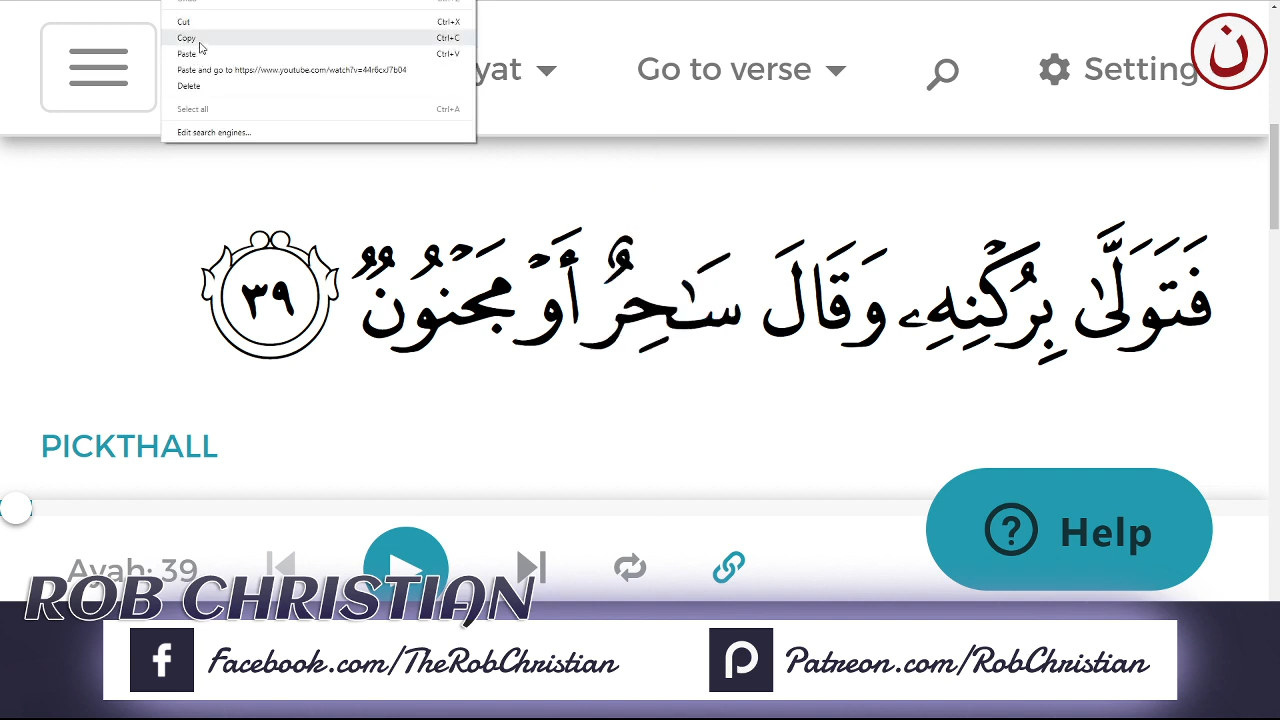 Cut Ctrl+X
Copy Ctrl+C
Paste Ctrl+V
Paste and go to https://www.youtube.com/watch?v=44r6cxJ7b04
Delete
Select all Ctrl+A
Edit search engines...
yat Go to verse Setting
ن
فَتَوَلَّىٰ بِرُكْنِهِۦ وَقَالَ سَـٰحِرٌ أَوْ مَجْنُونٌ ٣٩
PICKTHALL
Help
Ayah: 39
ROB CHRISTIAN
Facebook.com/TheRobChristian Patreon.com/RobChristian